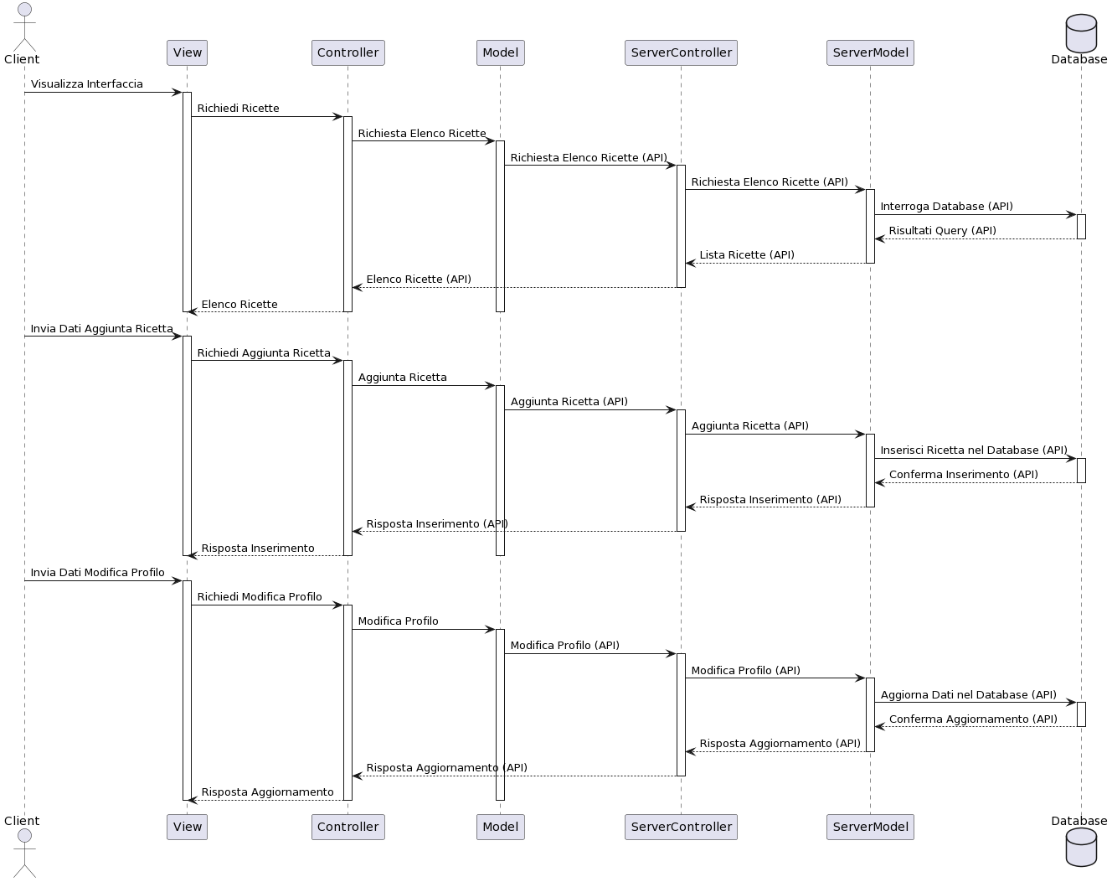 Client
View
Controller
Model
ServerController
ServerModel
Database
Visualizza Interfaccia
Richiedi Ricette
Richiesta Elenco Ricette
Richiesta Elenco Ricette (API)
Richiesta Elenco Ricette (API)
Interroga Database (API)
Risultati Query (API)
Lista Ricette (API)
Elenco Ricette (API)
Elenco Ricette
Invia Dati Aggiunta Ricetta
Richiedi Aggiunta Ricetta
Aggiunta Ricetta
Aggiunta Ricetta (API)
Aggiunta Ricetta (API)
Inserisci Ricetta nel Database (API)
Conferma Inserimento (API)
Risposta Inserimento (API)
Risposta Inserimento (API)
Risposta Inserimento
Invia Dati Modifica Profilo
Richiedi Modifica Profilo
Modifica Profilo
Modifica Profilo (API)
Modifica Profilo (API)
Aggiorna Dati nel Database (API)
Conferma Aggiornamento (API)
Risposta Aggiornamento (API)
Risposta Aggiornamento (API)
Risposta Aggiornamento
Client
View
Controller
Model
ServerController
ServerModel
Database